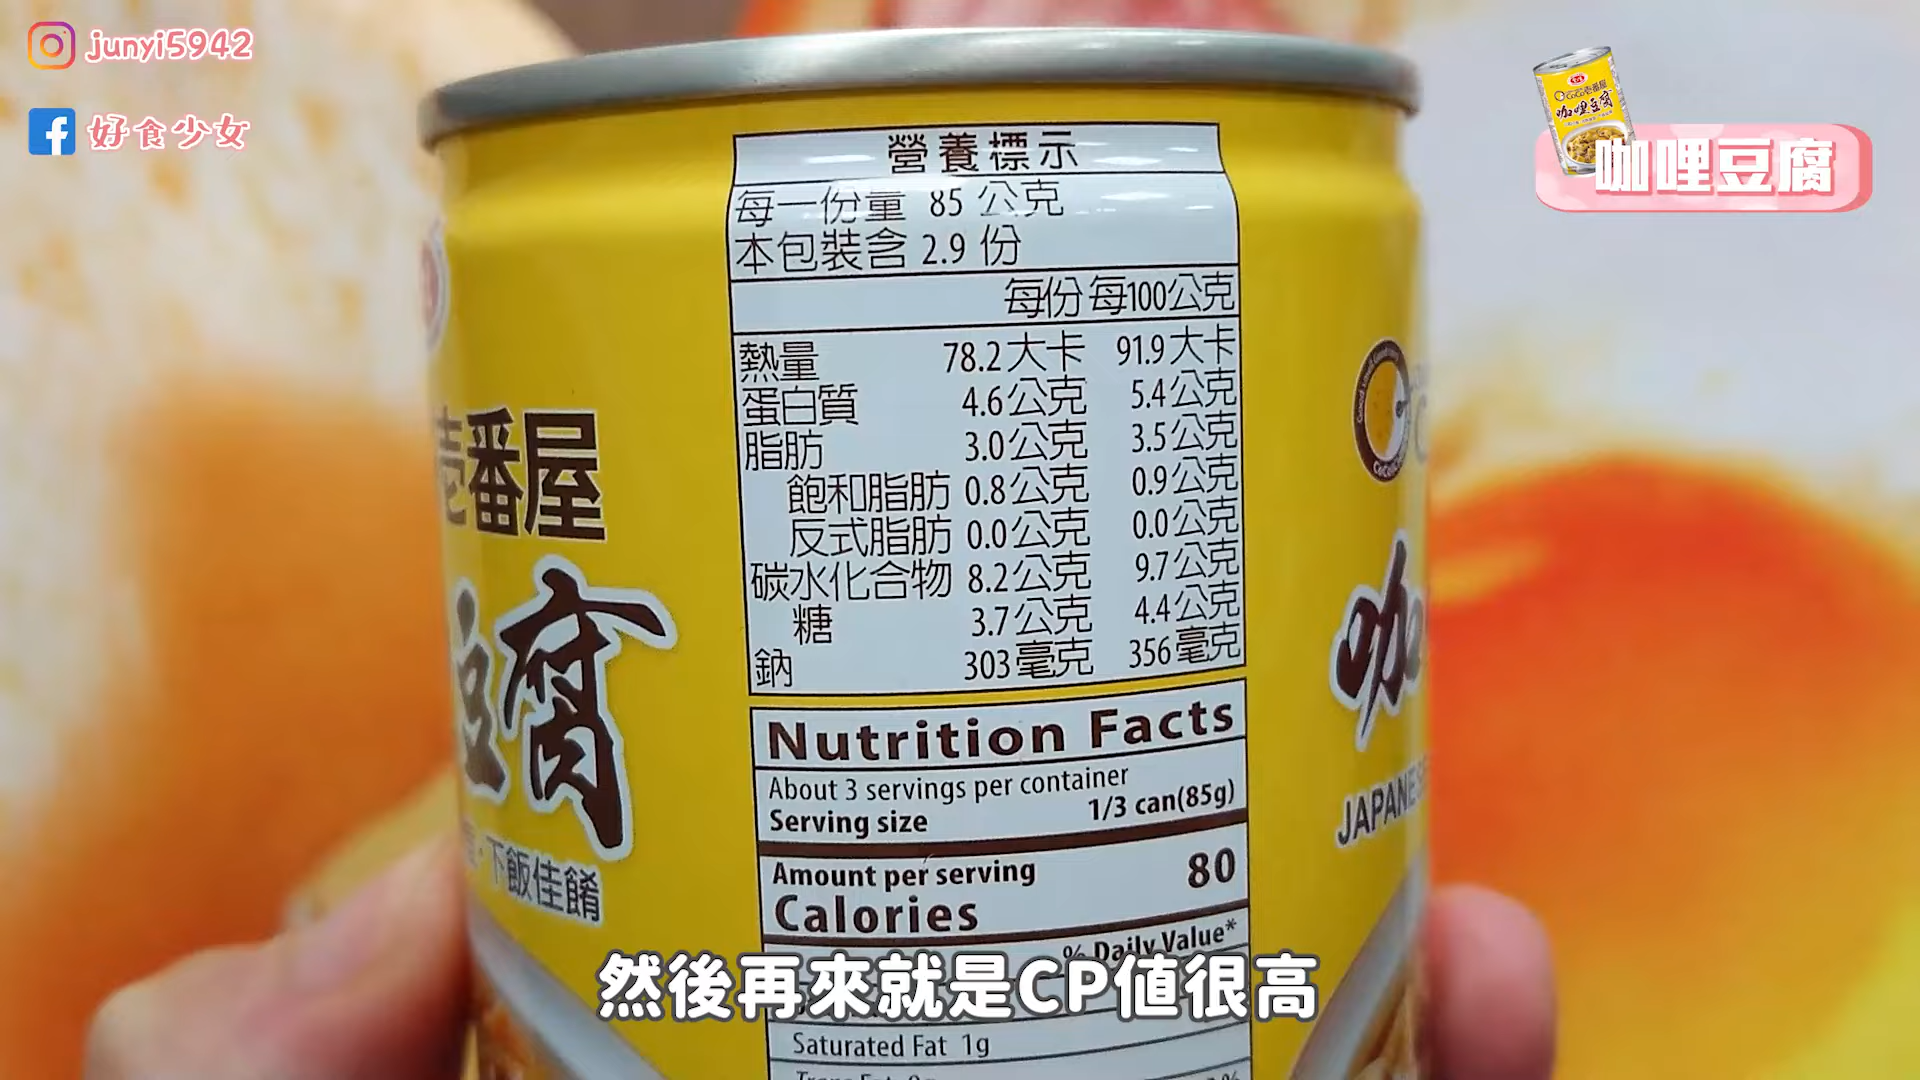 junyi5942
好食少女
咖哩豆腐
營養標示
每一份量 85 公克
本包裝含 2.9 份
每份 每100公克
熱量 78.2大卡 91.9大卡
蛋白質 4.6公克 5.4公克
脂肪 3.0公克 3.5公克
飽和脂肪 0.8公克 0.9公克
反式脂肪 0.0公克 0.0公克
碳水化合物 8.2公克 9.7公克
糖 3.7公克 4.4公克
鈉 303毫克 356毫克
Nutrition Facts
About 3 servings per container
Serving size 1/3 can(85g)
Amount per serving
Calories 80
% Daily Value*
Saturated Fat 1g
壱番屋
豆腐
下飯佳餚
咖
JAPANESE
然後再來就是CP值很高